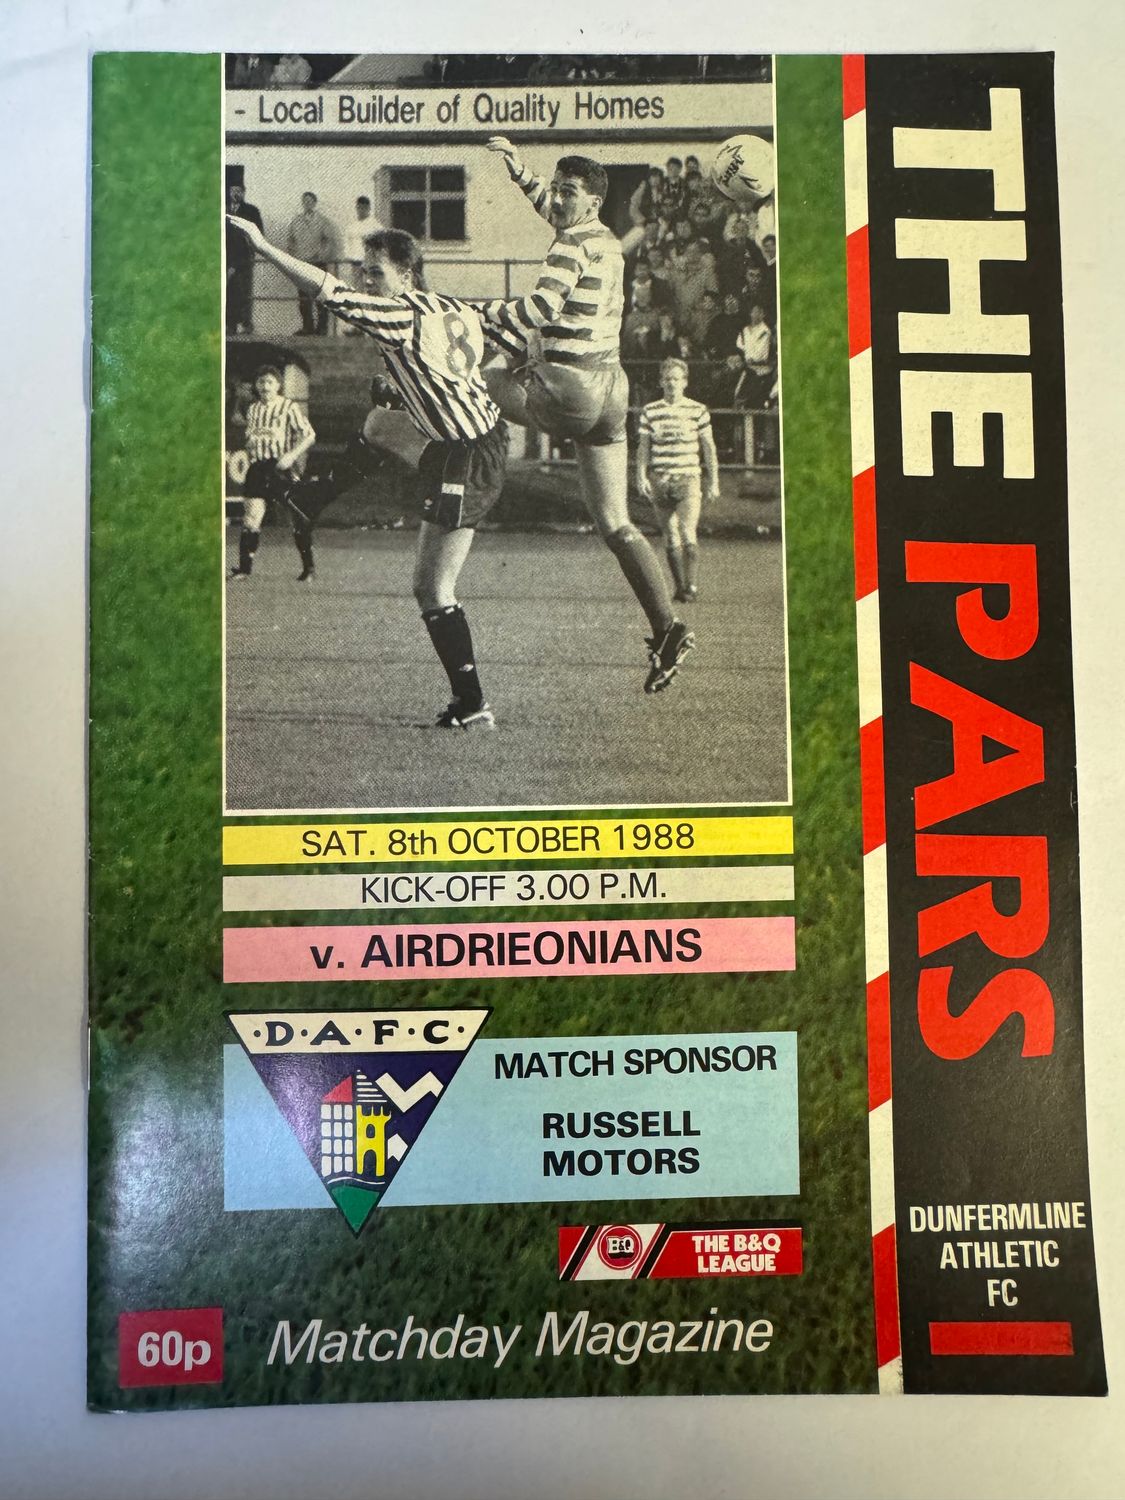 - Local Builder of Quality Homes
8
SAT. 8th OCTOBER 1988
KICK-OFF 3.00 P.M.
v. AIRDRIEONIANS
·D·A·F·C·
MATCH SPONSOR
RUSSELL
MOTORS
B&Q
THE B&Q
LEAGUE
60p
Matchday Magazine
THE PARS
DUNFERMLINE
ATHLETIC
FC